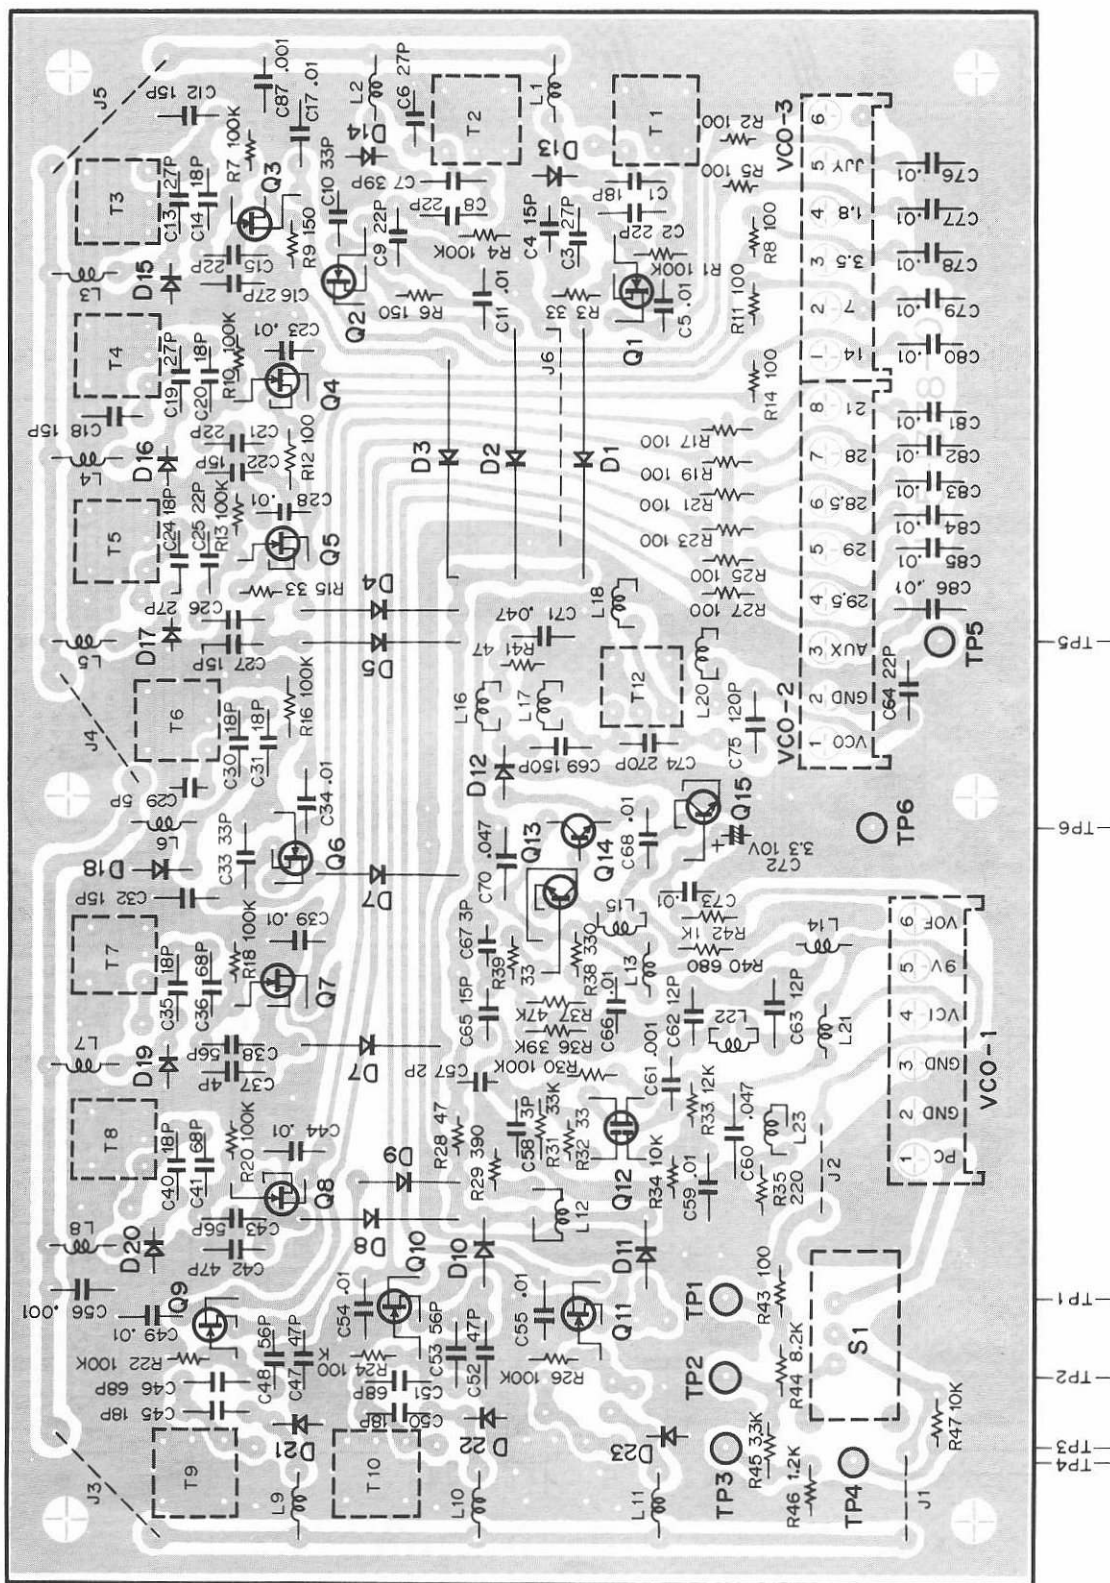 J5
C12 15P
C87 .001
C17 .01
L2
C6 27P
T2
L1
T1
R2 100
R5 100
VCO-3
6
5 JJY
4 1.8
3 3.5
2 7
1 14
C76 .01
C77 .01
C78 .01
C79 .01
C80 .01
T3
C13 27P
C14 18P
R7 100K
Q3
C10 33P
D14
C7 39P
C8 22P
D13
C1 18P
C2 22P
C4 15P
C3 27P
R4 100K
R1 100K
R8 100
R11 100
L3
D15
C15 22P
C16 27P
R9 150
Q2
C9 22P
R6 150
C11 .01
R3 33
C5 .01
Q1
J6
T4
C19 27P
C20 18P
R10 100K
C23 .01
Q4
R14 100
C18 15P
L4
D16
C21 22P
C22 15P
R12 100
D3
D2
D1
R17 100
R19 100
R21 100
R23 100
R25 100
R27 100
8 21
7 28
6 28.5
5 29
4 29.5
3 AUX
2 GND
1 VCO
VCO-2
C81 .01
C82 .01
C83 .01
C84 .01
C85 .01
C86 .01
T5
C24 18P
C25 22P
R13 100K
C28 .01
Q5
R15 33
D4
D5
L5
D17
C26 27P
C27 15P
C71 .047
L18
R41 47
TP5
TP5
C64 22P
J4
T6
C30 18P
C31 18P
R16 100K
L16
L17
T12
L20
C75 120P
C29 5P
L6
C34 .01
D12
C69 150P
C74 270P
D18
C33 33P
Q6
C70 .047
Q13
Q14
C68 .01
Q15
C72 3.3 10V
+
TP6
TP6
C32 15P
D7
T7
C35 18P
C36 68P
R18 100K
C39 .01
Q7
C67 3P
R39 33
R38 330
L15
C73 .01
R42 1K
R40 680
L14
L13
C65 15P
R37 47K
R36 39K
R30 100K
C66 .01
C62 12P
L22
C63 12P
L21
6 VOF
5 9V
4 VC1
3 GND
2 GND
1 PC
VCO-1
L7
D19
C38 56P
C37 4P
D7
C57 2P
C61 .001
R33 12K
T8
C40 18P
C41 68P
R20 100K
C44 .01
Q8
D9
R28 47
R29 390
C58 3P
R31 33K
R32 33
Q12
R34 10K
C59 .01
C60 .047
L23
R35 220
J2
L8
D20
C43 56P
C42 47P
D8
Q10
D10
L12
D11
C56 .001
C49 .01
Q9
R22 100K
C46 68P
C45 18P
C48 56P
C47 47P
C54 .01
R24 100K
C51 68P
C50 18P
C53 56P
C52 47P
C55 .01
R26 100K
Q11
TP1
R43 100
S1
TP1
TP2
R44 8.2K
TP2
J3
T9
D21
L9
T10
D22
L10
D23
L11
TP3
R45 3.3K
R46 1.2K
TP4
R47 10K
J1
TP3
TP4